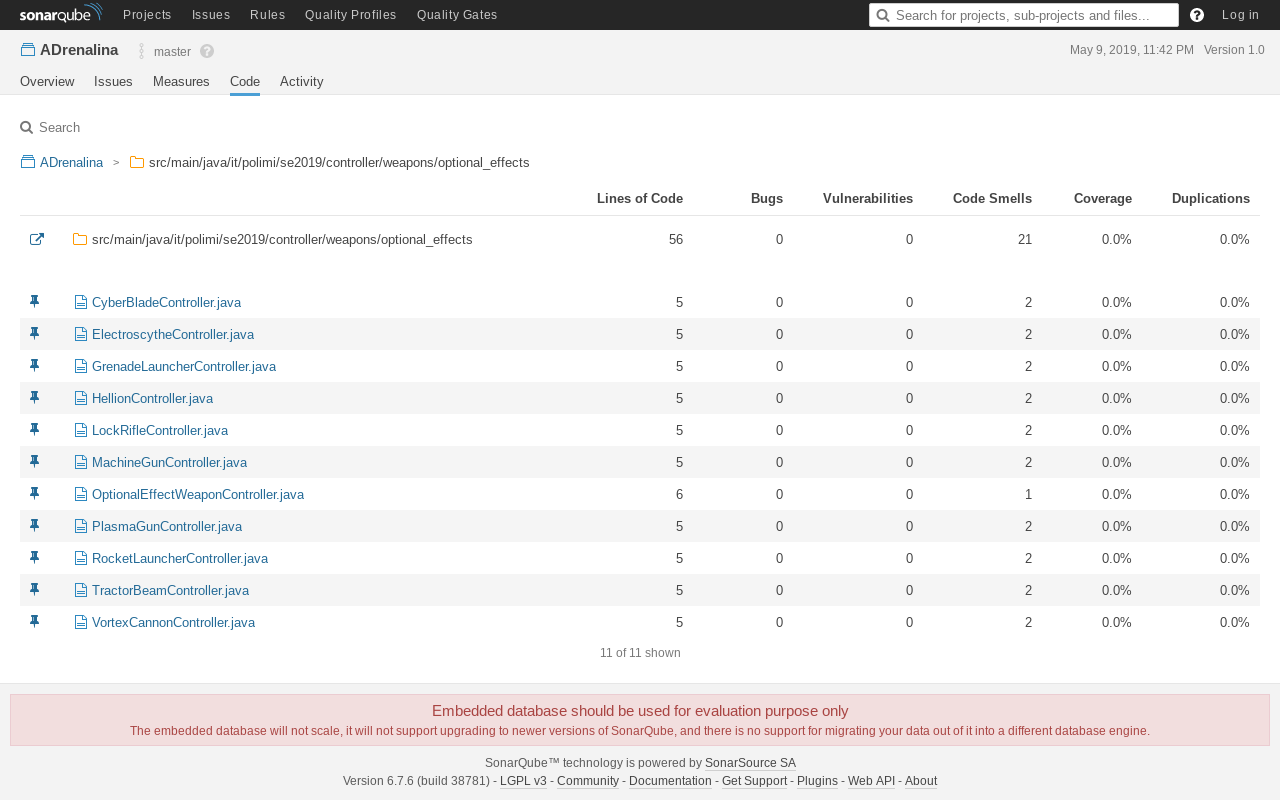 sonarqube Projects Issues Rules Quality Profiles Quality Gates Search for projects, sub-projects and files... Log in
ADrenalina master May 9, 2019, 11:42 PM Version 1.0
Overview Issues Measures Code Activity
Search
ADrenalina > src/main/java/it/polimi/se2019/controller/weapons/optional_effects
Lines of Code Bugs Vulnerabilities Code Smells Coverage Duplications
src/main/java/it/polimi/se2019/controller/weapons/optional_effects 56 0 0 21 0.0% 0.0%
CyberBladeController.java 5 0 0 2 0.0% 0.0%
ElectroscytheController.java 5 0 0 2 0.0% 0.0%
GrenadeLauncherController.java 5 0 0 2 0.0% 0.0%
HellionController.java 5 0 0 2 0.0% 0.0%
LockRifleController.java 5 0 0 2 0.0% 0.0%
MachineGunController.java 5 0 0 2 0.0% 0.0%
OptionalEffectWeaponController.java 6 0 0 1 0.0% 0.0%
PlasmaGunController.java 5 0 0 2 0.0% 0.0%
RocketLauncherController.java 5 0 0 2 0.0% 0.0%
TractorBeamController.java 5 0 0 2 0.0% 0.0%
VortexCannonController.java 5 0 0 2 0.0% 0.0%
11 of 11 shown
Embedded database should be used for evaluation purpose only
The embedded database will not scale, it will not support upgrading to newer versions of SonarQube, and there is no support for migrating your data out of it into a different database engine.
SonarQube™ technology is powered by SonarSource SA
Version 6.7.6 (build 38781) - LGPL v3 - Community - Documentation - Get Support - Plugins - Web API - About